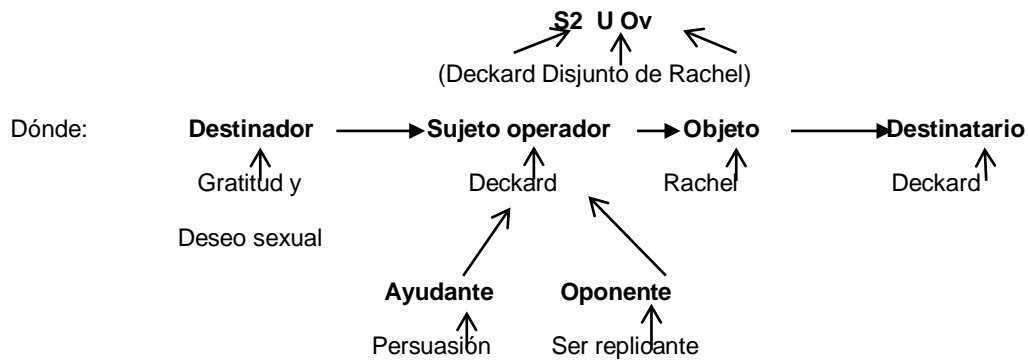 S2 U Ov
(Deckard Disjunto de Rachel)
Dónde: Destinador Sujeto operador Objeto Destinatario
Gratitud y Deckard Rachel Deckard
Deseo sexual
Ayudante Oponente
Persuasión Ser replicante